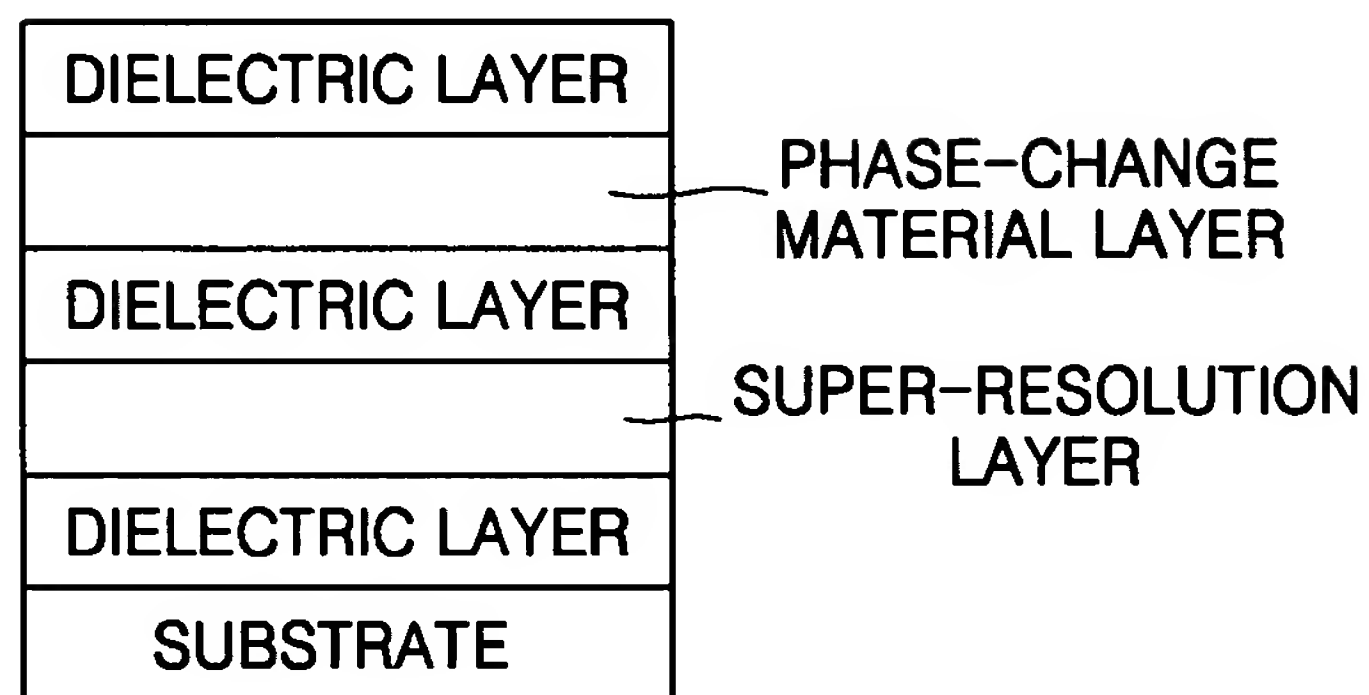 DIELECTRIC LAYER
PHASE-CHANGE
MATERIAL LAYER
DIELECTRIC LAYER
SUPER-RESOLUTION
LAYER
DIELECTRIC LAYER
SUBSTRATE